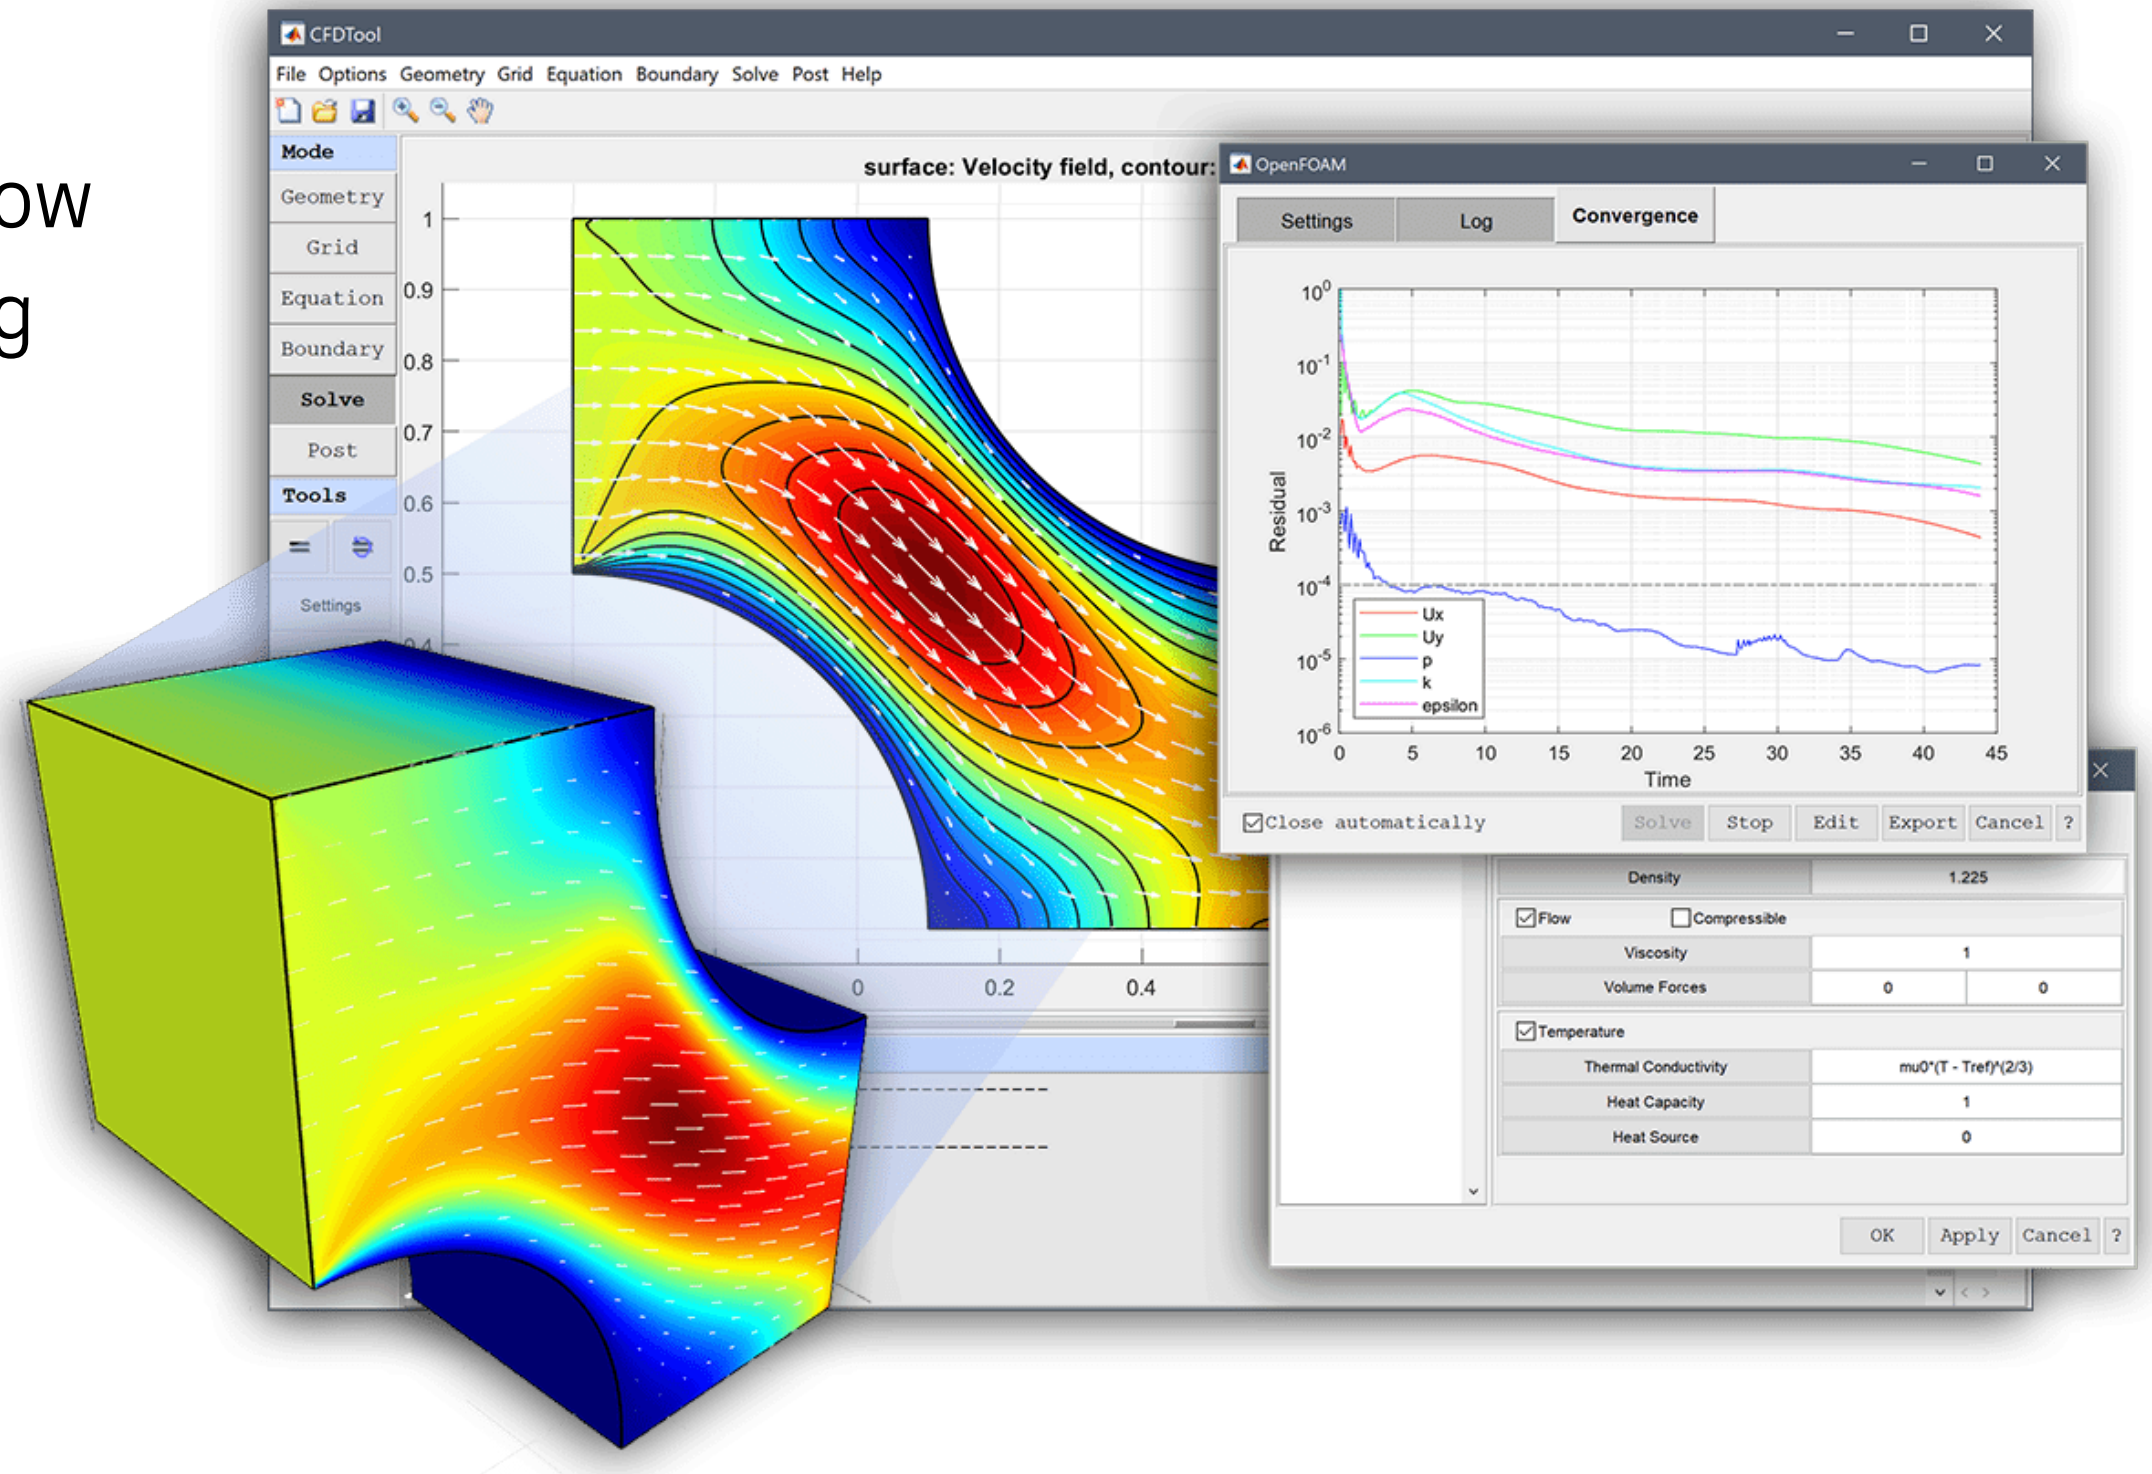 ow
g
CFDTool
File Options Geometry Grid Equation Boundary Solve Post Help
Mode
Geometry
Grid
Equation
Boundary
Solve
Post
Tools
Settings
surface: Velocity field, contour:
1
0.9
0.8
0.7
0.6
0.5
0.4
0 0.2 0.4
OpenFOAM
Settings Log Convergence
Residual
10^0
10^-1
10^-2
10^-3
10^-4
10^-5
10^-6
Ux
Uy
p
k
epsilon
0 5 10 15 20 25 30 35 40 45
Time
Close automatically Solve Stop Edit Export Cancel ?
Density 1.225
Flow Compressible
Viscosity 1
Volume Forces 0 0
Temperature
Thermal Conductivity mu0*(T - Tref)^(2/3)
Heat Capacity 1
Heat Source 0
OK Apply Cancel ?